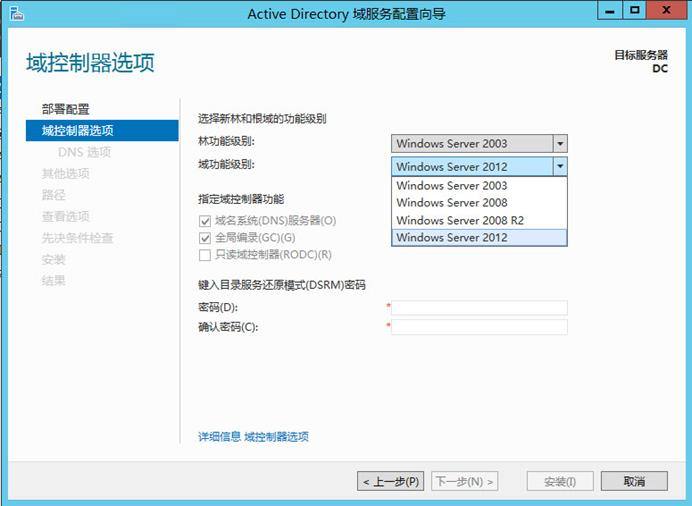 Active Directory 域服务配置向导
域控制器选项
目标服务器
DC
部署配置
域控制器选项
DNS 选项
其他选项
路径
查看选项
先决条件检查
安装
结果
选择新林和根域的功能级别
林功能级别: Windows Server 2003
域功能级别: Windows Server 2012
Windows Server 2003
Windows Server 2008
Windows Server 2008 R2
Windows Server 2012
指定域控制器功能
域名系统(DNS)服务器(O)
全局编录(GC)(G)
只读域控制器(RODC)(R)
键入目录服务还原模式(DSRM)密码
密码(D): *
确认密码(C): *
详细信息 域控制器选项
< 上一步(P) 下一步(N) > 安装(I) 取消